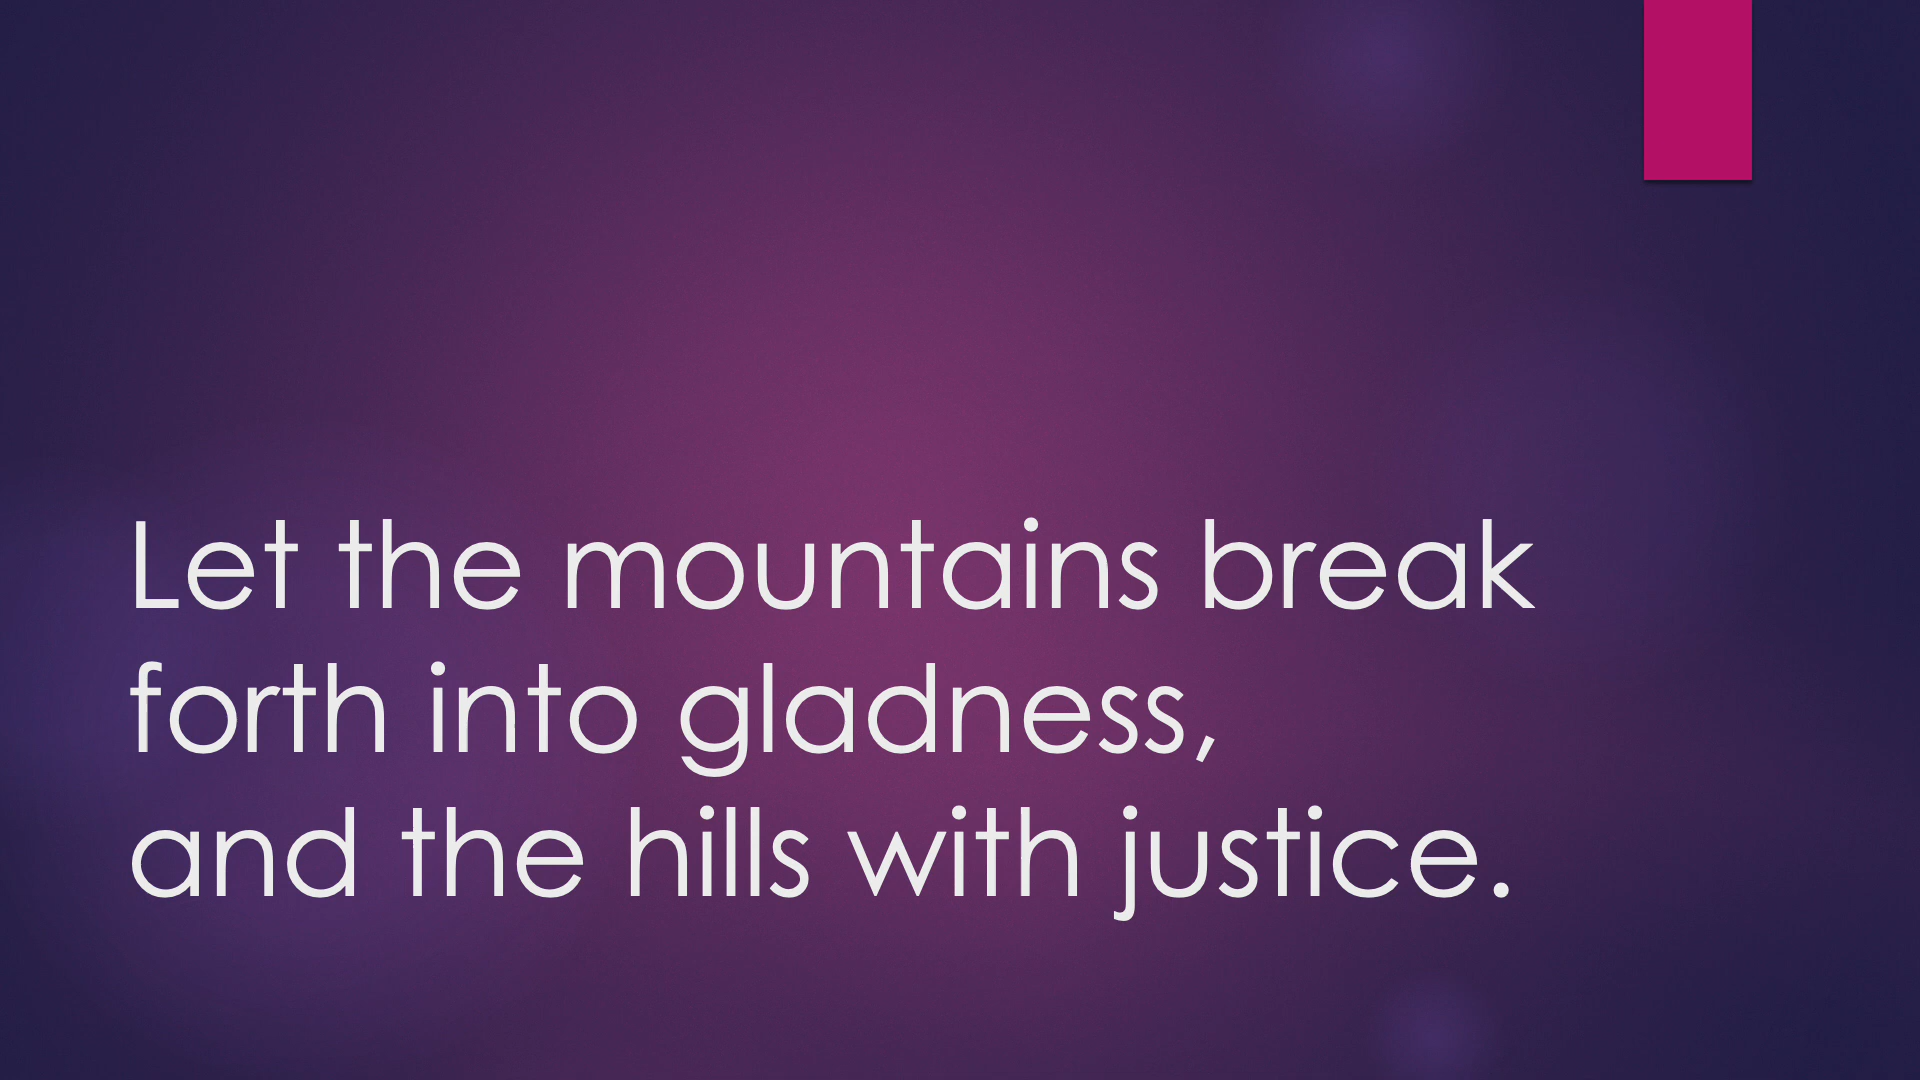 Let the mountains break
forth into gladness,
and the hills with justice.